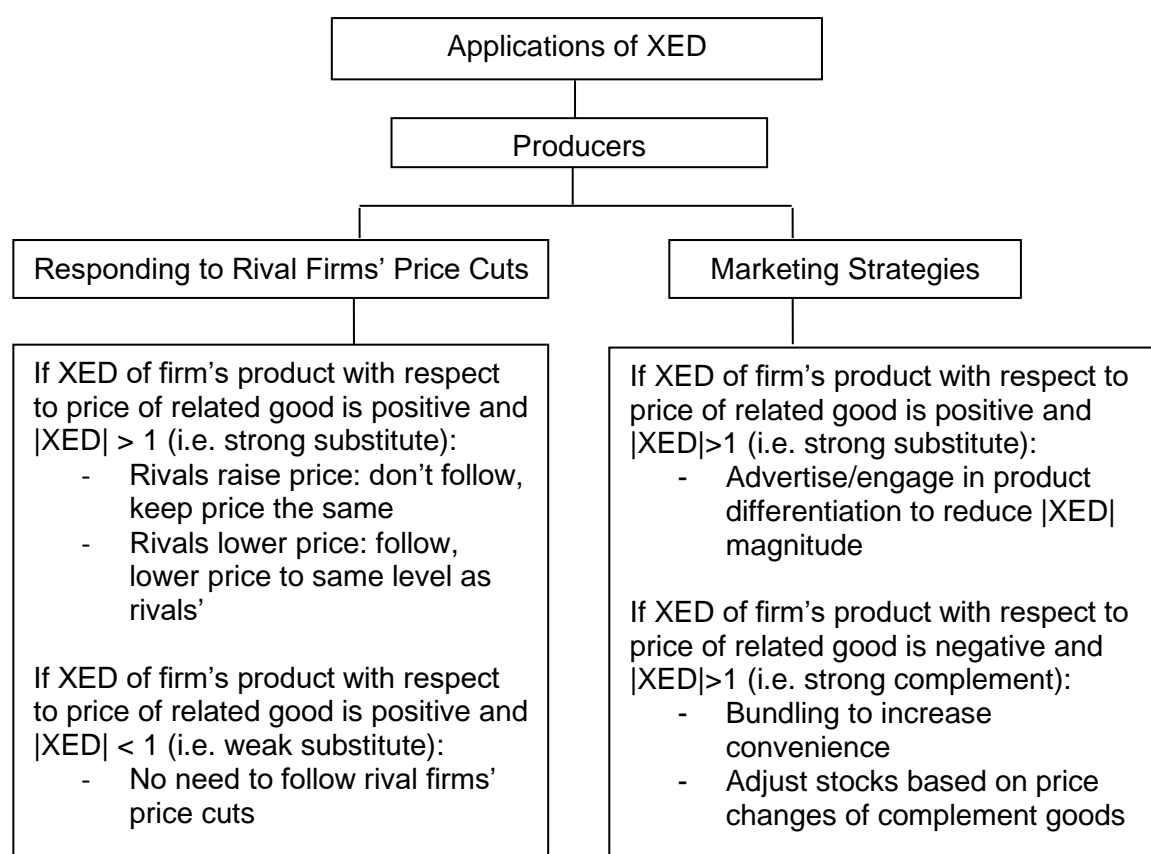 Applications of XED
Producers
Responding to Rival Firms’ Price Cuts
If XED of firm’s product with respect
to price of related good is positive and
|XED| > 1 (i.e. strong substitute):
- Rivals raise price: don’t follow,
keep price the same
- Rivals lower price: follow,
lower price to same level as
rivals’
If XED of firm’s product with respect
to price of related good is positive and
|XED| < 1 (i.e. weak substitute):
- No need to follow rival firms’
price cuts
Marketing Strategies
If XED of firm’s product with respect to
price of related good is positive and
|XED|>1 (i.e. strong substitute):
- Advertise/engage in product
differentiation to reduce |XED|
magnitude
If XED of firm’s product with respect to
price of related good is negative and
|XED|>1 (i.e. strong complement):
- Bundling to increase
convenience
- Adjust stocks based on price
changes of complement goods